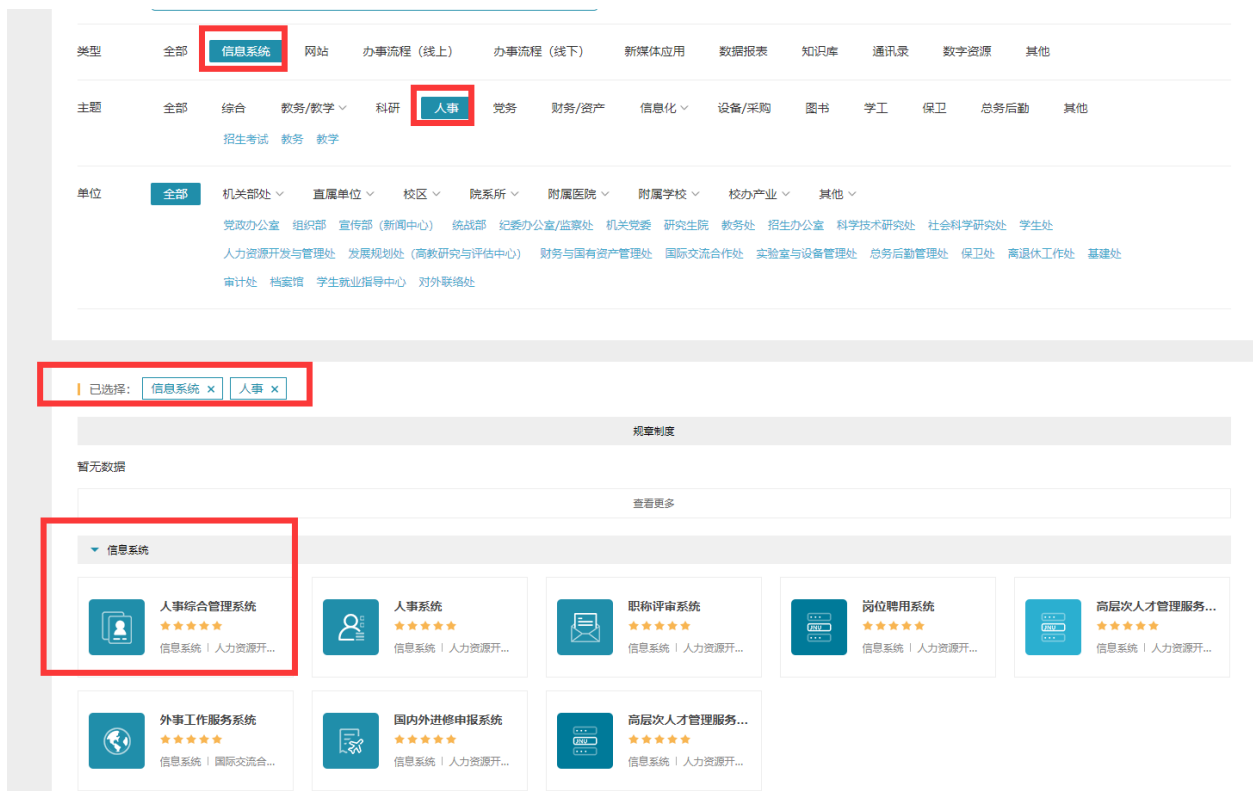 类型 全部 信息系统 网站 办事流程（线上） 办事流程（线下） 新媒体应用 数据报表 知识库 通讯录 数字资源 其他
主题 全部 综合 教务/教学 科研 人事 党务 财务/资产 信息化 设备/采购 图书 学工 保卫 总务后勤 其他
招生考试 教务 教学
单位 全部 机关部处 直属单位 校区 院系所 附属医院 附属学校 校办产业 其他
党政办公室 组织部 宣传部（新闻中心） 统战部 纪委办公室/监察处 机关党委 研究生院 教务处 招生办公室 科学技术研究处 社会科学研究处 学生处
人力资源开发与管理处 发展规划处（高教研究与评估中心） 财务与国有资产管理处 国际交流合作处 实验室与设备管理处 总务后勤管理处 保卫处 离退休工作处 基建处
审计处 档案馆 学生就业指导中心 对外联络处
已选择： 信息系统 × 人事 ×
规章制度
暂无数据
查看更多
信息系统
人事综合管理系统 人事系统 职称评审系统 岗位聘用系统 高层次人才管理服务...
JNU JNU
信息系统 | 人力资源开... 信息系统 | 人力资源开... 信息系统 | 人力资源开... 信息系统 | 人力资源开... 信息系统 | 人力资源开...
外事工作服务系统 国内外进修申报系统 高层次人才管理服务...
JNU
信息系统 | 国际交流合... 信息系统 | 人力资源开... 信息系统 | 人力资源开...